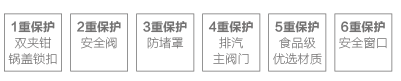 1重保护
双夹钳
锅盖锁扣
2重保护
安全阀
3重保护
防堵罩
4重保护
排汽
主阀门
5重保护
食品级
优选材质
6重保护
安全窗口